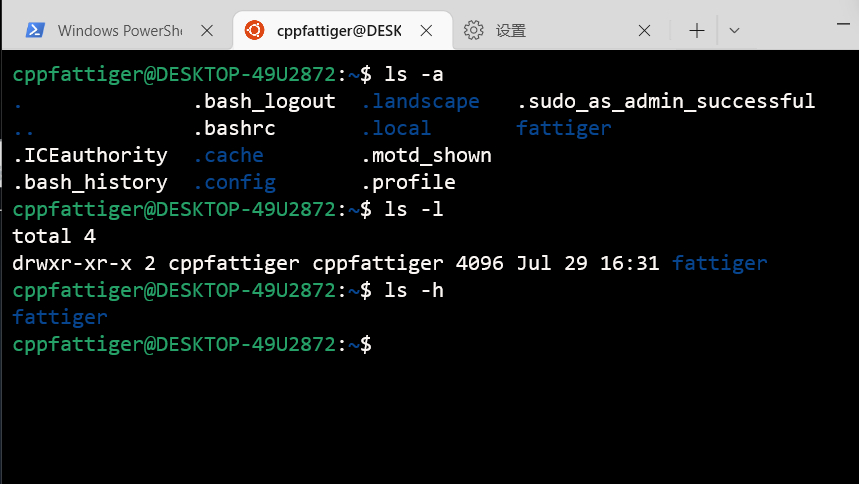 Windows PowerSh
cppfattiger@DESK
设置
cppfattiger@DESKTOP-49U2872:~$ ls -a
. .bash_logout .landscape .sudo_as_admin_successful
.. .bashrc .local fattiger
.ICEauthority .cache .motd_shown
.bash_history .config .profile
cppfattiger@DESKTOP-49U2872:~$ ls -l
total 4
drwxr-xr-x 2 cppfattiger cppfattiger 4096 Jul 29 16:31 fattiger
cppfattiger@DESKTOP-49U2872:~$ ls -h
fattiger
cppfattiger@DESKTOP-49U2872:~$